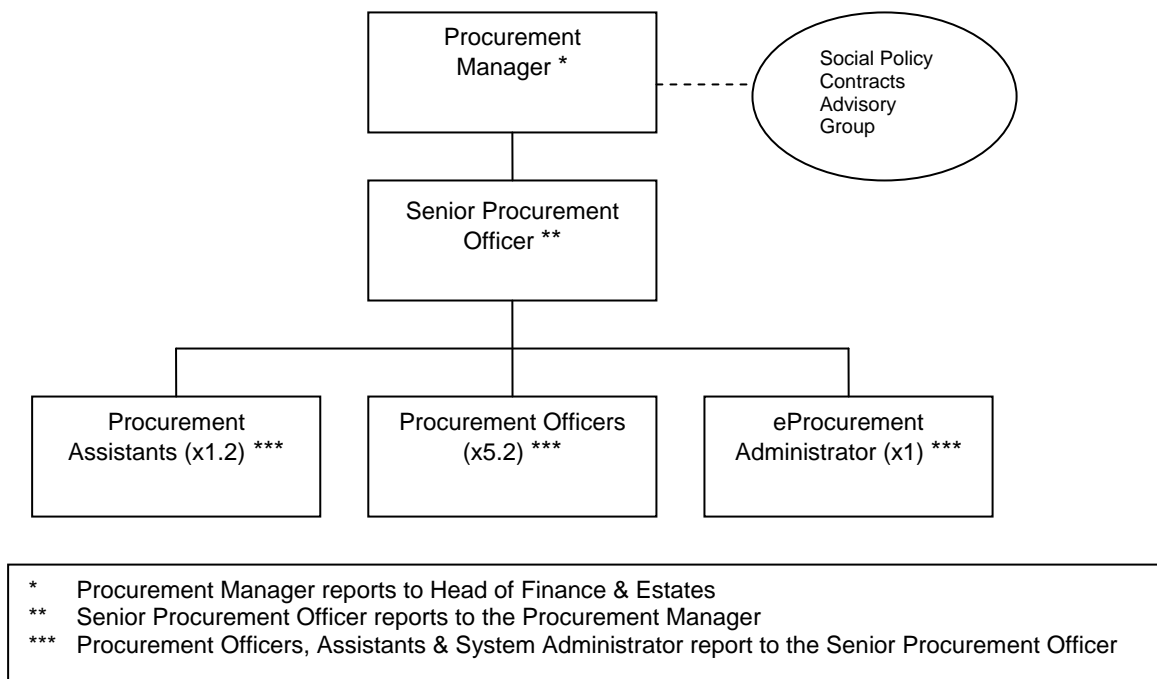 Procurement
Manager *
Social Policy
Contracts
Advisory
Group
Senior Procurement
Officer **
Procurement
Assistants (x1.2) ***
Procurement Officers
(x5.2) ***
eProcurement
Administrator (x1) ***
* Procurement Manager reports to Head of Finance & Estates
** Senior Procurement Officer reports to the Procurement Manager
*** Procurement Officers, Assistants & System Administrator report to the Senior Procurement Officer